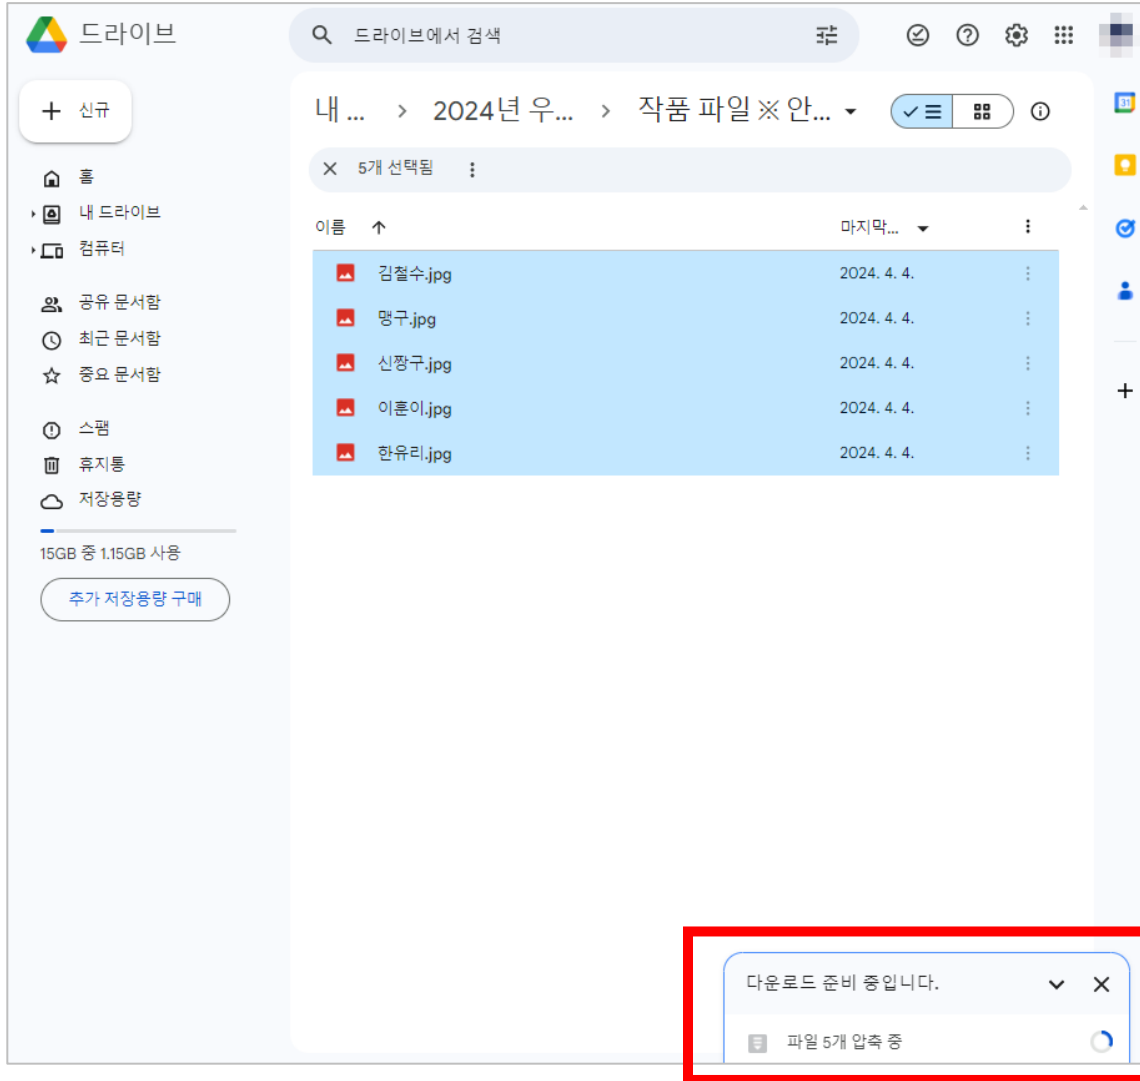 드라이브
드라이브에서 검색
신규
내 ... > 2024년 우... > 작품 파일 ※ 안...
5개 선택됨
홈
내 드라이브
컴퓨터
공유 문서함
최근 문서함
중요 문서함
스팸
휴지통
저장용량
15GB 중 1.15GB 사용
추가 저장용량 구매
이름 마지막...
김철수.jpg 2024. 4. 4.
맹구.jpg 2024. 4. 4.
신짱구.jpg 2024. 4. 4.
이훈이.jpg 2024. 4. 4.
한유리.jpg 2024. 4. 4.
31
다운로드 준비 중입니다.
파일 5개 압축 중